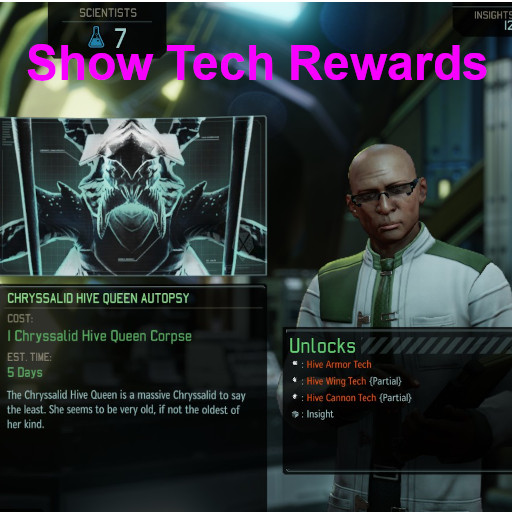 SCIENTISTS
7
INSIGHTS
Show Tech Rewards
CHRYSSALID HIVE QUEEN AUTOPSY
COST:
1 Chryssalid Hive Queen Corpse
EST. TIME:
5 Days
The Chryssalid Hive Queen is a massive Chryssalid to say
the least. She seems to be very old, if not the oldest of
her kind.
Unlocks
: Hive Armor Tech
: Hive Wing Tech {Partial}
: Hive Cannon Tech {Partial}
: Insight